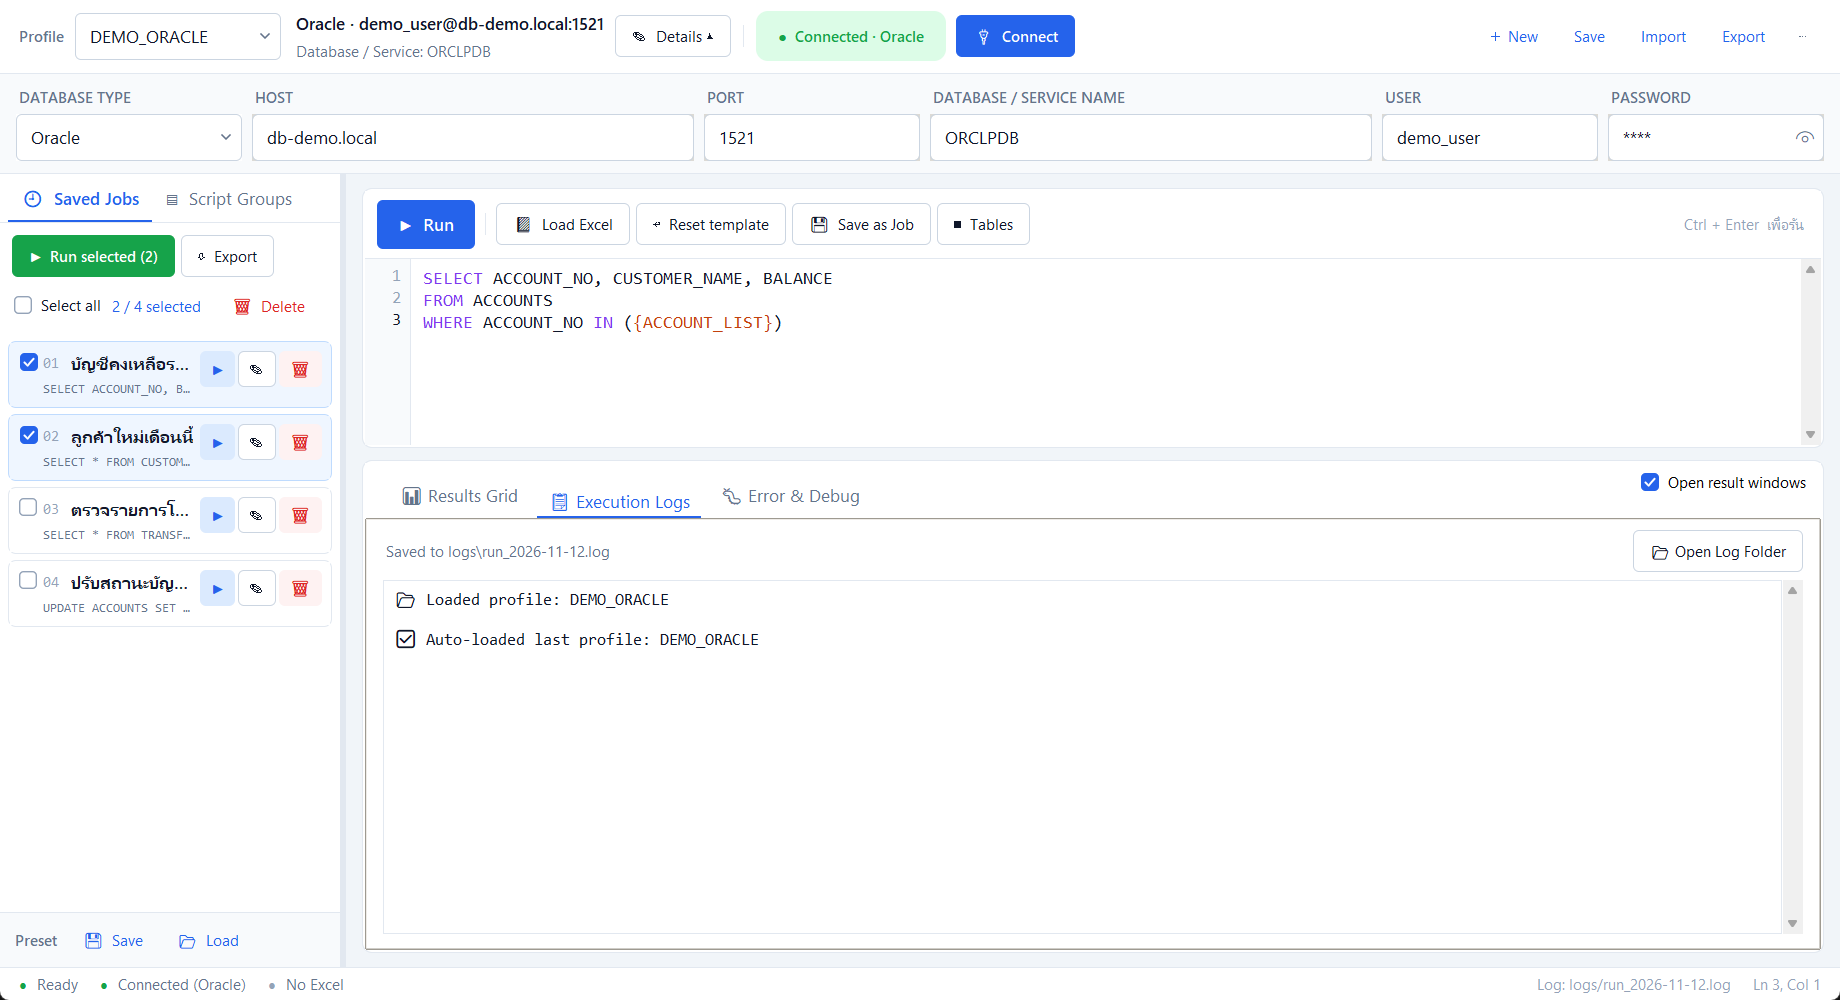 Profile
DEMO_ORACLE
Oracle · demo_user@db-demo.local:1521
Database / Service: ORCLPDB
Details
Connected · Oracle
Connect
+ New
Save
Import
Export
...
DATABASE TYPE
HOST
PORT
DATABASE / SERVICE NAME
USER
PASSWORD
Oracle
db-demo.local
1521
ORCLPDB
demo_user
****
Saved Jobs
Script Groups
Run selected (2)
Export
Select all
2 / 4 selected
Delete
01 บัญชีคงเหลือร...
SELECT ACCOUNT_NO, B...
02 ลูกค้าใหม่เดือนนี้
SELECT * FROM CUSTOM...
03 ตรวจรายการโ...
SELECT * FROM TRANSF...
04 ปรับสถานะบัญ...
UPDATE ACCOUNTS SET ...
Preset
Save
Load
Run
Load Excel
Reset template
Save as Job
Tables
Ctrl + Enter เพื่อรัน
1 SELECT ACCOUNT_NO, CUSTOMER_NAME, BALANCE
2 FROM ACCOUNTS
3 WHERE ACCOUNT_NO IN ({ACCOUNT_LIST})
Results Grid
Execution Logs
Error & Debug
Open result windows
Saved to logs\run_2026-11-12.log
Open Log Folder
Loaded profile: DEMO_ORACLE
Auto-loaded last profile: DEMO_ORACLE
Ready
Connected (Oracle)
No Excel
Log: logs/run_2026-11-12.log
Ln 3, Col 1